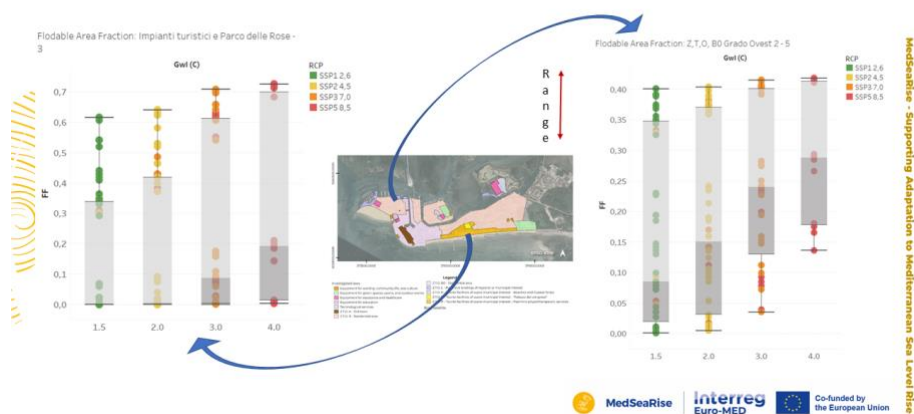 Flodable Area Fraction: Impianti turistici e Parco delle Rose -
3
Gwl (C)
RCP
SSP1 2,6
SSP2 4,5
SSP3 7,0
SSP5 8,5
FF
0,7
0,6
0,5
0,4
0,3
0,2
0,1
0,0
1.5
2.0
3.0
4.0
Range
Legend
Flodable Area Fraction: Z,T,O, B0 Grado Ovest 2 - 5
Gwl (C)
RCP
SSP1 2,6
SSP2 4,5
SSP3 7,0
SSP5 8,5
FF
0,40
0,35
0,30
0,25
0,20
0,15
0,10
0,05
0,00
1.5
2.0
3.0
4.0
MedSeaRise - Supporting Adaptation to Mediterranean Sea Level Rise
MedSeaRise
Interreg
Euro-MED
Co-funded by
the European Union